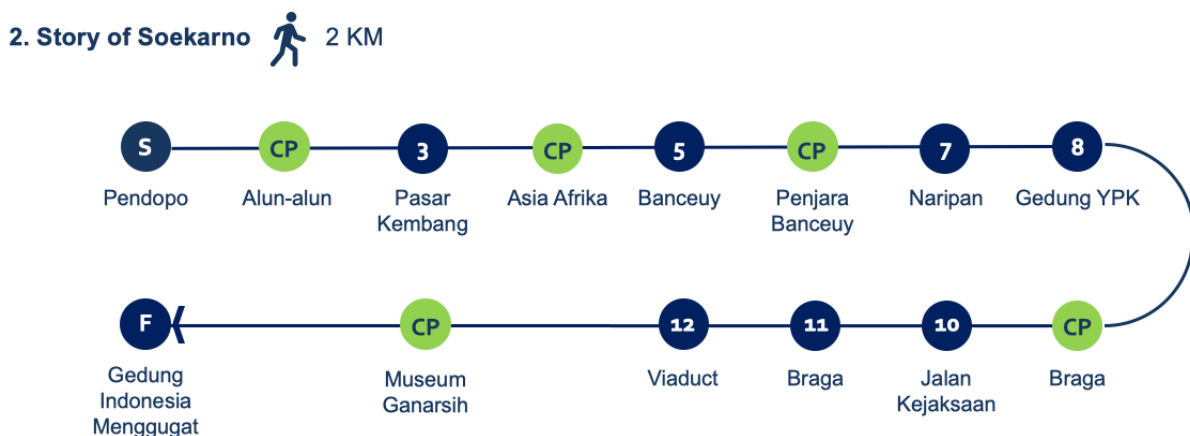 2. Story of Soekarno 2 KM
S CP 3 CP 5 CP 7 8
Pendopo Alun-alun Pasar Kembang Asia Afrika Banceuy Penjara Banceuy Naripan Gedung YPK
F CP 12 11 10 CP
Gedung Indonesia Menggugat Museum Ganarsih Viaduct Braga Jalan Kejaksaan Braga